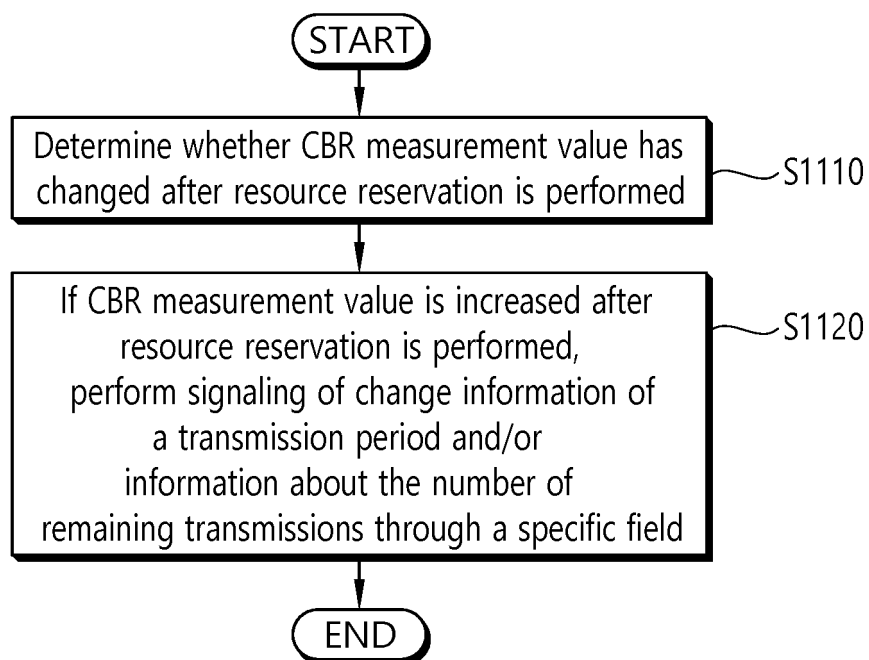 START
Determine whether CBR measurement value has
changed after resource reservation is performed
S1110
If CBR measurement value is increased after
resource reservation is performed,
perform signaling of change information of
a transmission period and/or
information about the number of
remaining transmissions through a specific field
S1120
END